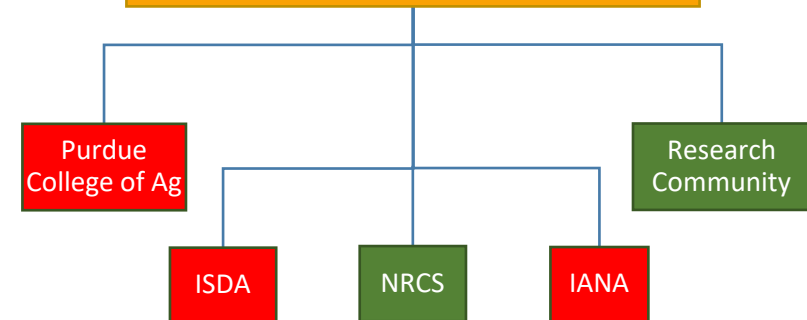 Purdue
College of Ag
Research
Community
ISDA
NRCS
IANA